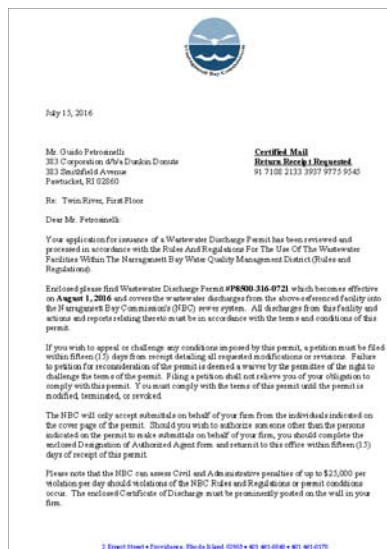 Narragansett Bay Commission
July 15, 2016
Mr. Guido Petrosinelli
383 Corporation d/b/a Dunkin Donuts
383 Smithfield Avenue
Pawtucket, RI 02860
Certified Mail
Return Receipt Requested
91 7108 2133 3937 9775 9545
Re: Twin River, First Floor
Dear Mr. Petrosinelli:
Your application for issuance of a Wastewater Discharge Permit has been reviewed and
processed in accordance with the Rules And Regulations For The Use Of The Wastewater
Facilities Within The Narragansett Bay Water Quality Management District (Rules and
Regulations).
Enclosed please find Wastewater Discharge Permit #P8500-316-0721 which becomes effective
on August 1, 2016 and covers the wastewater discharges from the above-referenced facility into
the Narragansett Bay Commission's (NBC) sewer system. All discharges from this facility and
actions and reports relating thereto must be in accordance with the terms and conditions of this
permit.
If you wish to appeal or challenge any conditions imposed by this permit, a petition must be filed
within fifteen (15) days from receipt detailing all requested modifications or revisions. Failure
to petition for reconsideration of the permit is deemed a waiver by the permittee of the right to
challenge the terms of the permit. Filing a petition shall not relieve you of your obligation to
comply with this permit. You must comply with the terms of this permit until the permit is
modified, terminated, or revoked.
The NBC will only accept submittals on behalf of your firm from the individuals indicated on
the cover page of the permit. Should you wish to authorize someone other than the persons
indicated on the permit to make submittals on behalf of your firm, you should complete the
enclosed Designation of Authorized Agent form and return it to this office within fifteen (15)
days of receipt of this permit.
Please note that the NBC can assess Civil and Administrative penalties of up to $25,000 per
violation per day should violations of the NBC Rules and Regulations or permit conditions
occur. The enclosed Certificate of Discharge must be prominently posted on the wall in your
firm.
2 Ernest Street • Providence, Rhode Island 02905 • 401 461-6540 • 401 461-0170